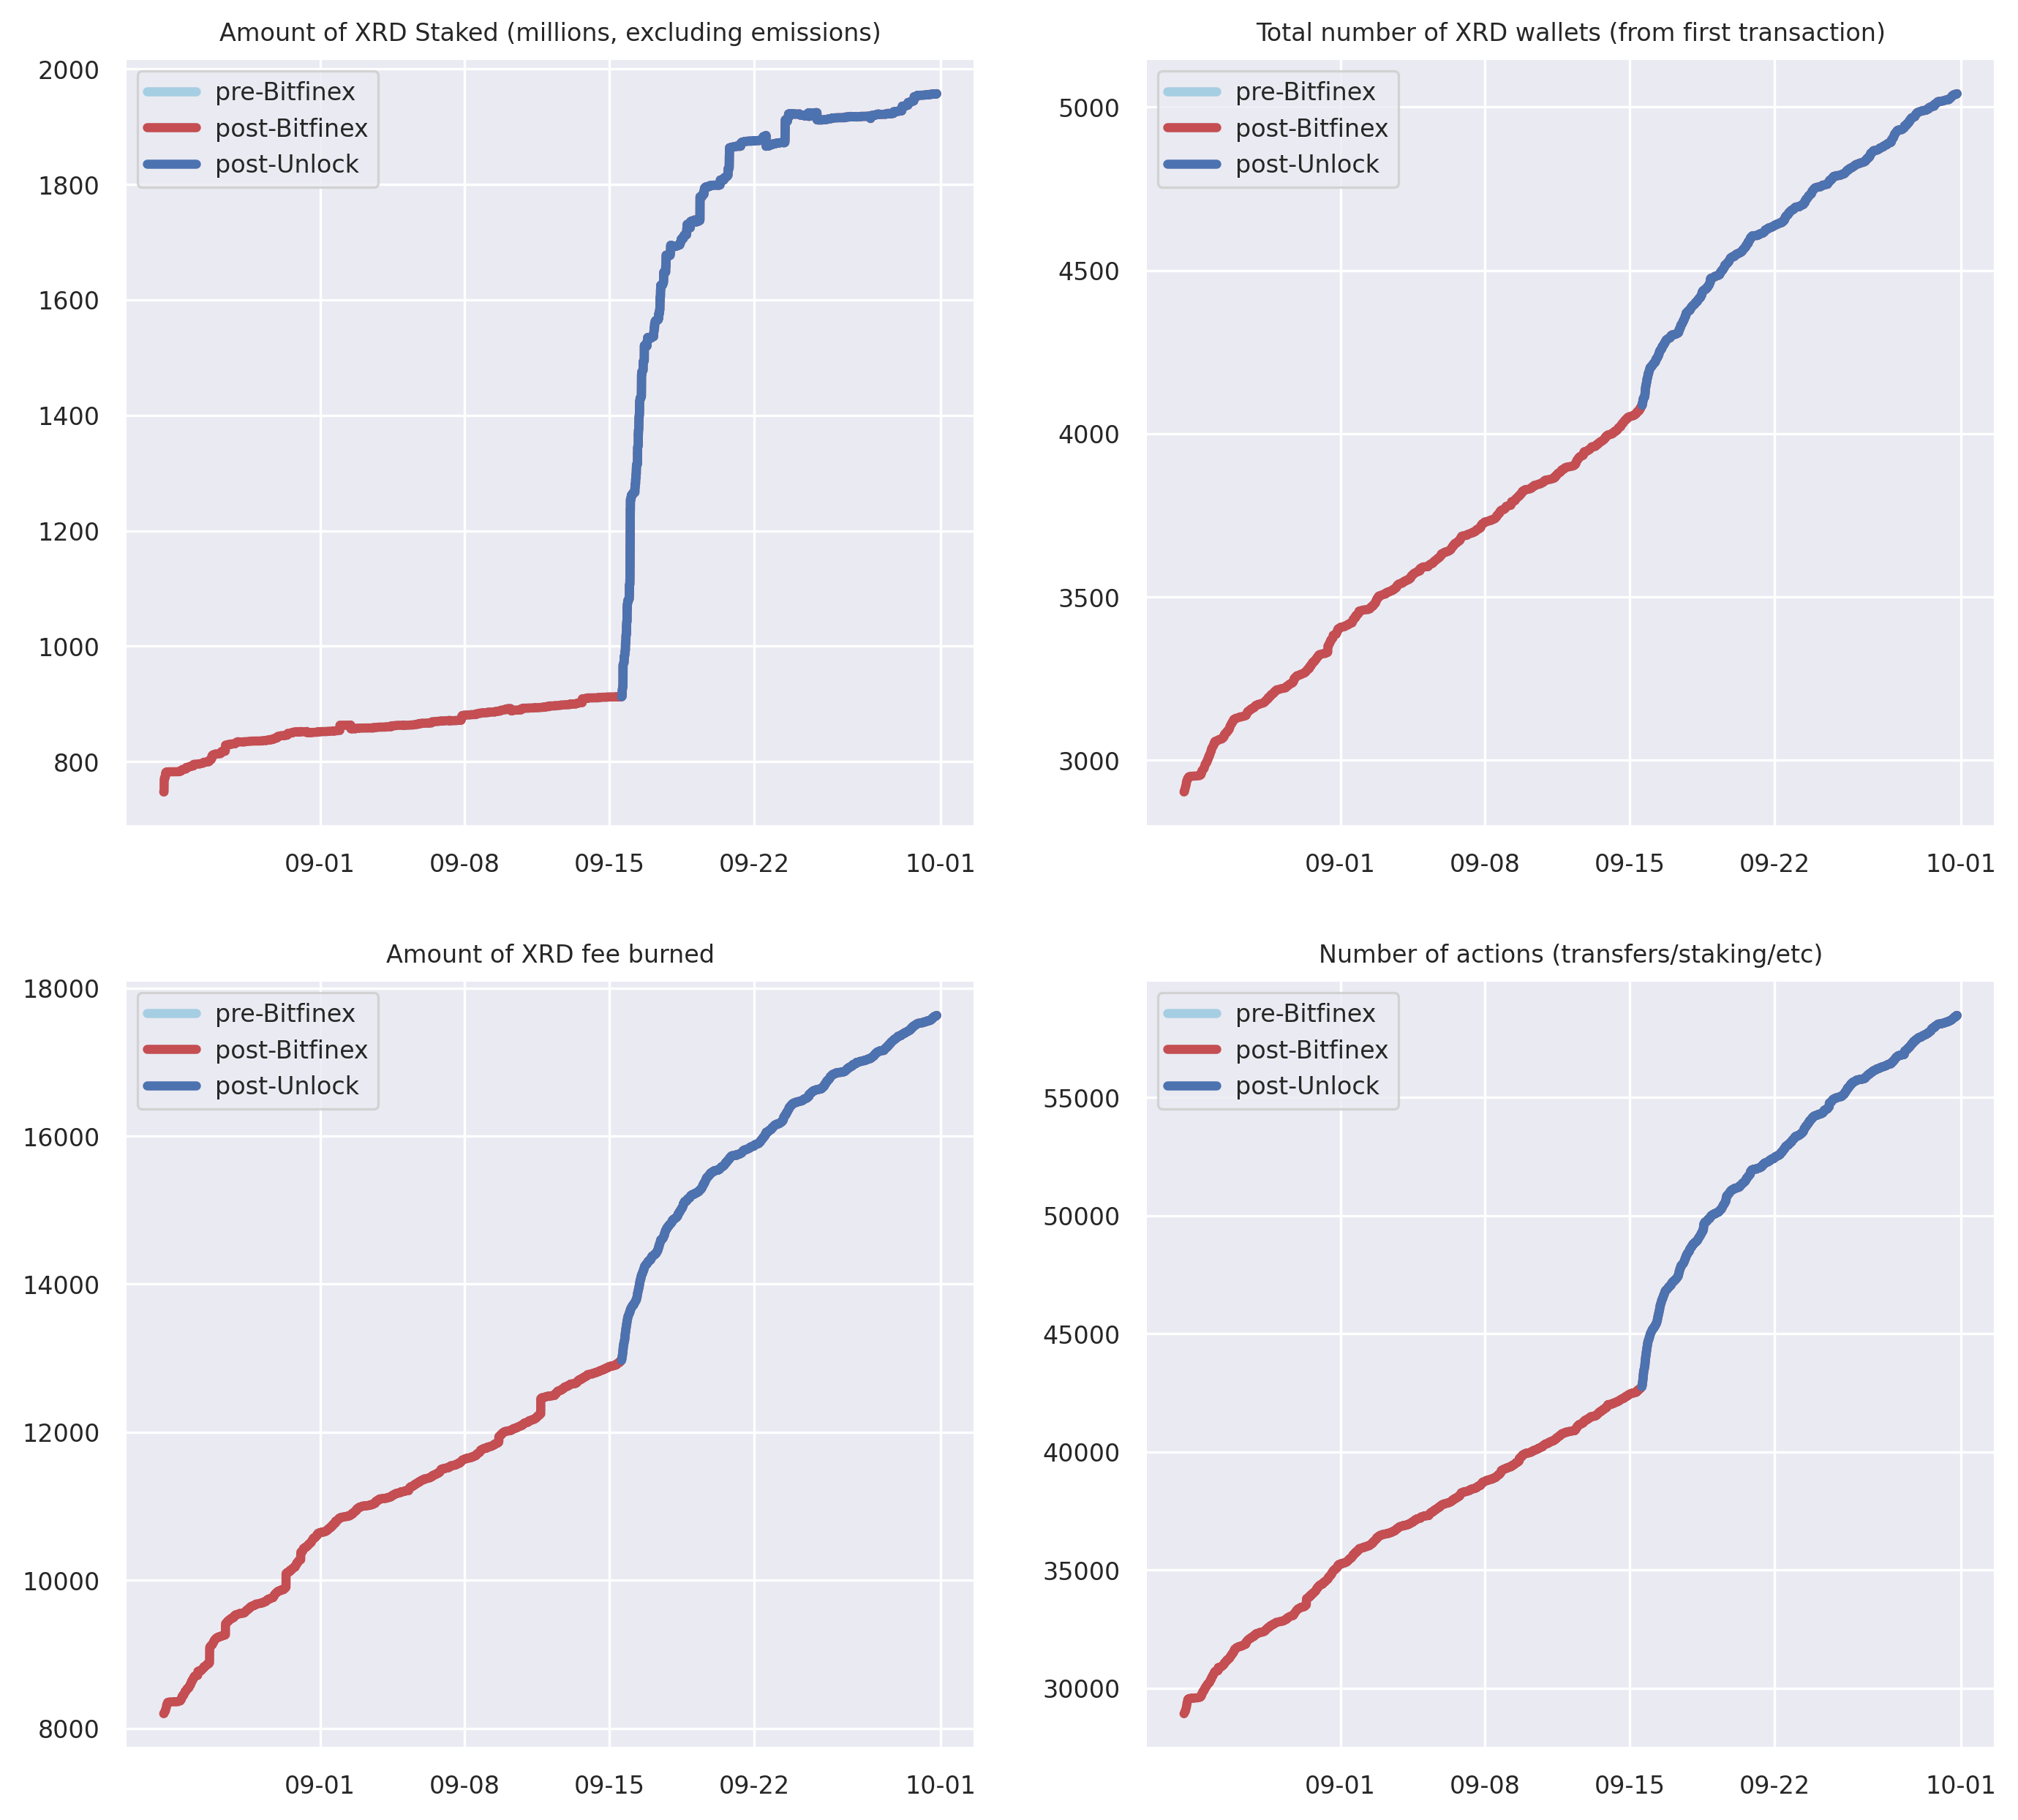 Amount of XRD Staked (millions, excluding emissions)
2000
1800
1600
1400
1200
1000
800
pre-Bitfinex
post-Bitfinex
post-Unlock
09-01 09-08 09-15 09-22 10-01
Total number of XRD wallets (from first transaction)
5000
4500
4000
3500
3000
pre-Bitfinex
post-Bitfinex
post-Unlock
09-01 09-08 09-15 09-22 10-01
Amount of XRD fee burned
18000
16000
14000
12000
10000
8000
pre-Bitfinex
post-Bitfinex
post-Unlock
09-01 09-08 09-15 09-22 10-01
Number of actions (transfers/staking/etc)
55000
50000
45000
40000
35000
30000
pre-Bitfinex
post-Bitfinex
post-Unlock
09-01 09-08 09-15 09-22 10-01